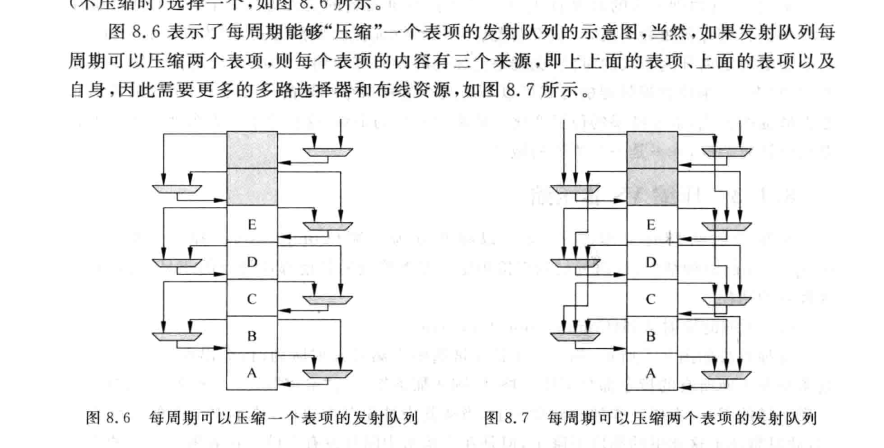 (不压缩时)选择一个,如图 8.6 所示。
图 8.6 表示了每周期能够“压缩”一个表项的发射队列的示意图,当然,如果发射队列每
周期可以压缩两个表项,则每个表项的内容有三个来源,即上上面的表项、上面的表项以及
自身,因此需要更多的多路选择器和布线资源,如图 8.7 所示。
E
D
C
B
A
E
D
C
B
A
图 8.6 每周期可以压缩一个表项的发射队列
图 8.7 每周期可以压缩两个表项的发射队列